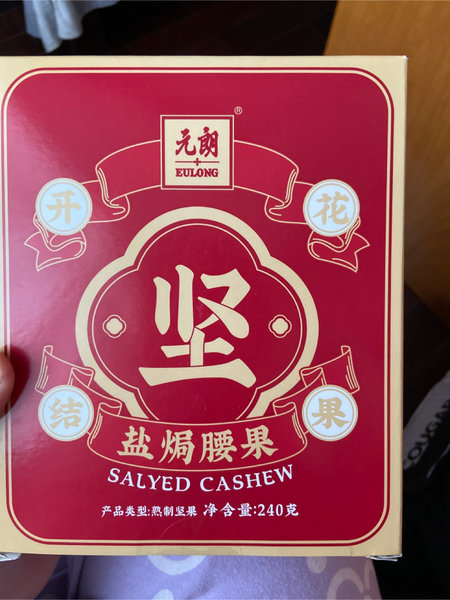 元朗
®
EULONG
开 花
坚
结 果
盐焗腰果
SALYED CASHEW
产品类型:熟制坚果 净含量:240克